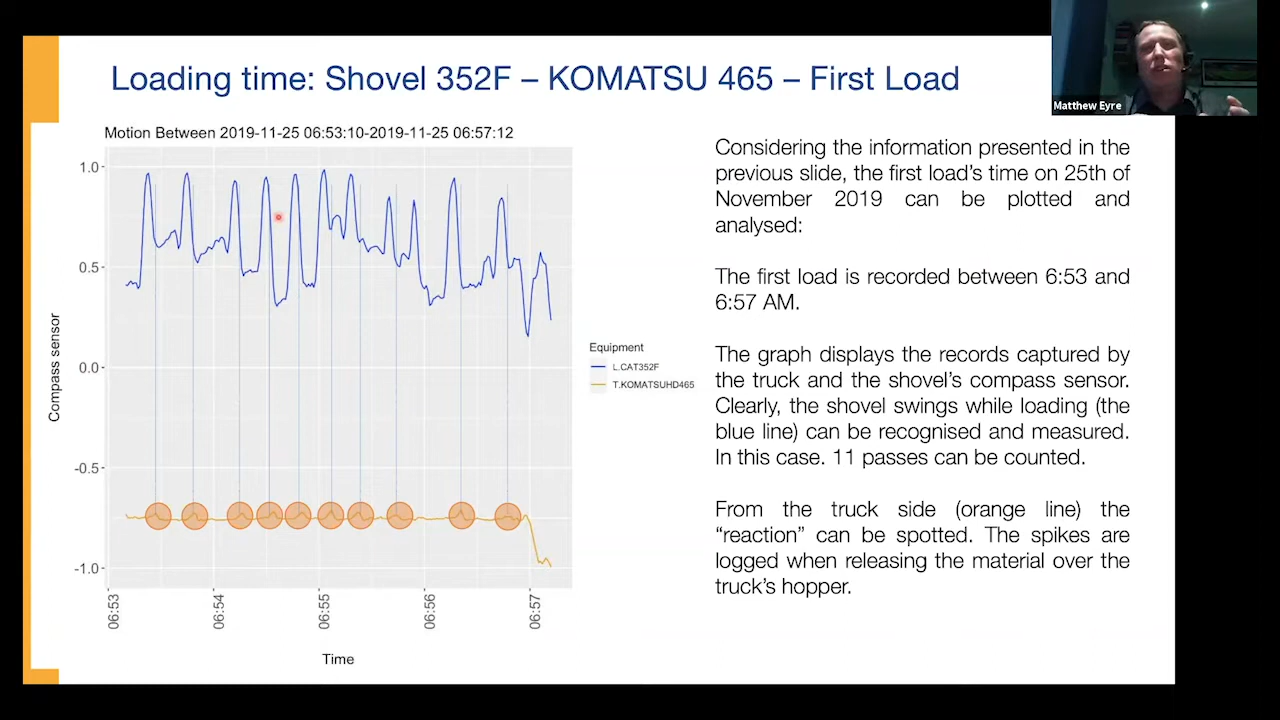 Loading time: Shovel 352F – KOMATSU 465 – First Load
Matthew Eyre
Motion Between 2019-11-25 06:53:10-2019-11-25 06:57:12
1.0
0.5
0.0
-0.5
-1.0
Compass sensor
06:53
06:54
06:55
06:56
06:57
Time
Equipment
L.CAT352F
T.KOMATSUHD465
Considering the information presented in the
previous slide, the first load's time on 25th of
November 2019 can be plotted and
analysed:
The first load is recorded between 6:53 and
6:57 AM.
The graph displays the records captured by
the truck and the shovel's compass sensor.
Clearly, the shovel swings while loading (the
blue line) can be recognised and measured.
In this case. 11 passes can be counted.
From the truck side (orange line) the
“reaction” can be spotted. The spikes are
logged when releasing the material over the
truck's hopper.